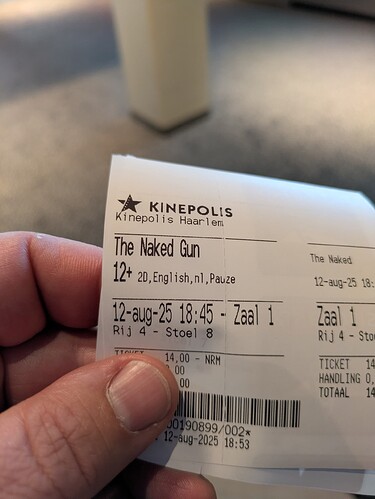 KINEPOLIS
Kinepolis Haarlem
The Naked Gun
12+ 2D,English,nl,Pauze
12-aug-25 18:45 - Zaal 1
Rij 4 - Stoel 8
TICKET 14,00 - NRM
,00
,00
00190899/002*
12-aug-2025 18:53
The Naked
12-aug-25 18:
Zaal 1
Rij 4 - Sto
TICKET 14
HANDLING 0,
TOTAAL 14